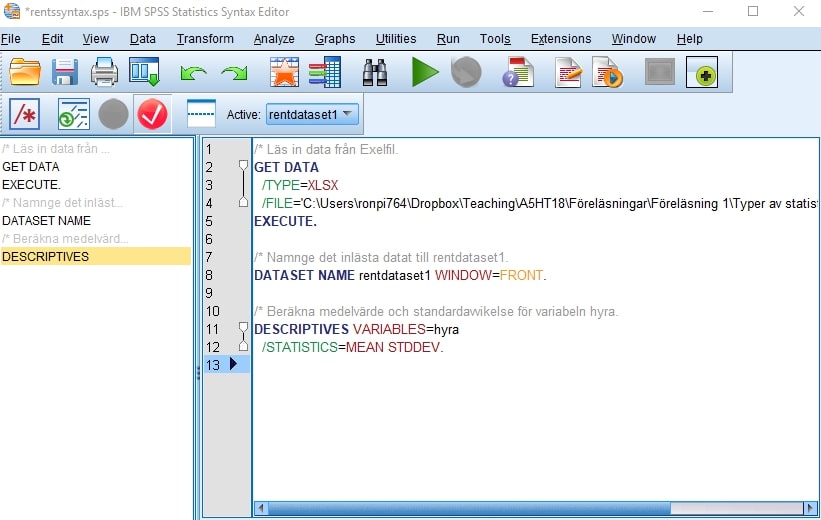 *rentssyntax.sps - IBM SPSS Statistics Syntax Editor
File Edit View Data Transform Analyze Graphs Utilities Run Tools Extensions Window Help
Active: rentdataset1
/* Läs in data från ...
GET DATA
EXECUTE.
/* Namnge det inläst...
DATASET NAME
/* Beräkna medelvärd...
DESCRIPTIVES
1 /* Läs in data från Exelfil.
2 GET DATA
3 /TYPE=XLSX
4 /FILE='C:\Users\ronpi764\Dropbox\Teaching\A5HT18\Föreläsningar\Föreläsning 1\Typer av statis
5 EXECUTE.
6
7 /* Namnge det inlästa datat till rentdataset1.
8 DATASET NAME rentdataset1 WINDOW=FRONT.
9
10 /* Beräkna medelvärde och standardavvikelse för variabeln hyra.
11 DESCRIPTIVES VARIABLES=hyra
12 /STATISTICS=MEAN STDDEV.
13